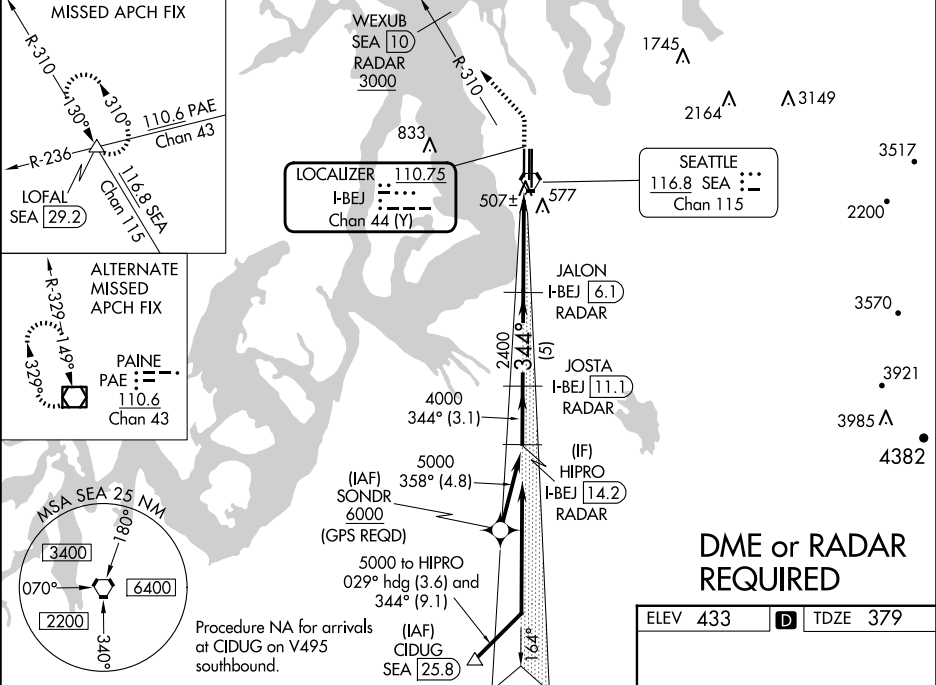 MISSED APCH FIX
R-310
130°
310°
110.6 PAE
Chan 43
R-236
LOFAL
SEA 29.2
116.8 SEA
Chan 115
ALTERNATE
MISSED
APCH FIX
R-329
149°
329°
PAINE
PAE
110.6
Chan 43
WEXUB
SEA 10
RADAR
3000
R-310
833
LOCALIZER 110.75
I-BEJ
Chan 44 (Y)
507±
577
SEATTLE
116.8 SEA
Chan 115
1745
2164
3149
3517
2200
3570
3921
3985
4382
JALON
I-BEJ 6.1
RADAR
2400
344°
(5)
JOSTA
I-BEJ 11.1
RADAR
4000
344° (3.1)
(IF)
HIPRO
I-BEJ 14.2
RADAR
5000
358° (4.8)
(IAF)
SONDR
6000
(GPS REQD)
5000 to HIPRO
029° hdg (3.6) and
344° (9.1)
(IAF)
CIDUG
SEA 25.8
164°
MSA SEA 25 NM
180°
3400
070°
6400
2200
340°
Procedure NA for arrivals
at CIDUG on V495
southbound.
DME or RADAR
REQUIRED
ELEV 433 D TDZE 379